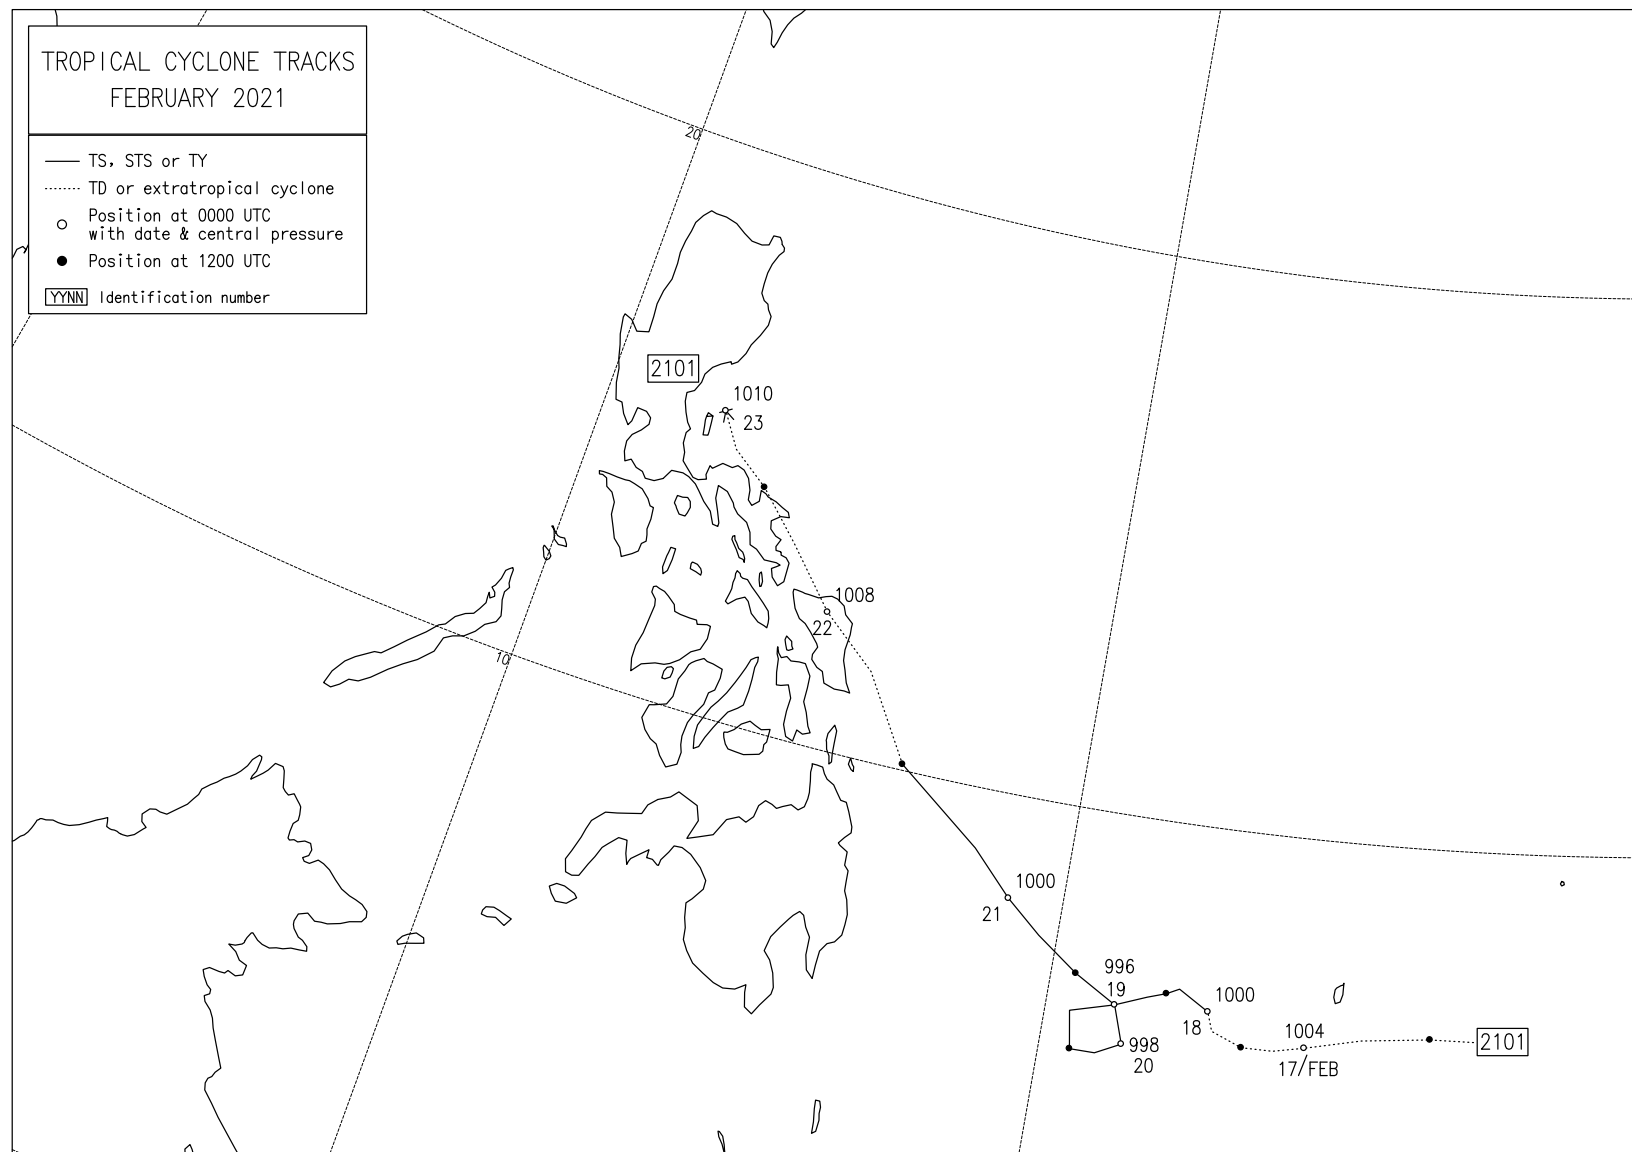 TROPICAL CYCLONE TRACKS
FEBRUARY 2021
TS, STS or TY
TD or extratropical cyclone
Position at 0000 UTC
with date & central pressure
Position at 1200 UTC
YYNN Identification number
20
2101
1010
23
1008
22
10
1000
21
996
19
1000
18
998
20
1004
17/FEB
2101